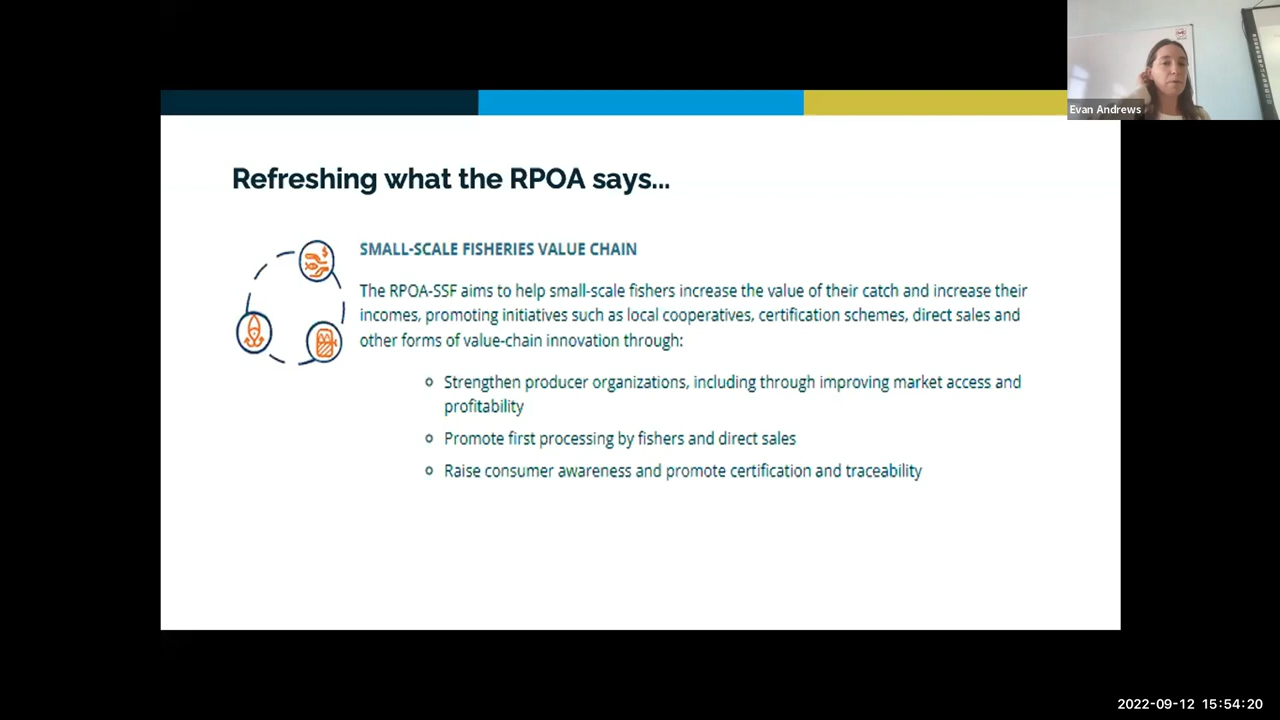 Evan Andrews
Refreshing what the RPOA says...
SMALL-SCALE FISHERIES VALUE CHAIN
The RPOA-SSF aims to help small-scale fishers increase the value of their catch and increase their
incomes, promoting initiatives such as local cooperatives, certification schemes, direct sales and
other forms of value-chain innovation through:
Strengthen producer organizations, including through improving market access and
profitability
Promote first processing by fishers and direct sales
Raise consumer awareness and promote certification and traceability
2022-09-12 15:54:20